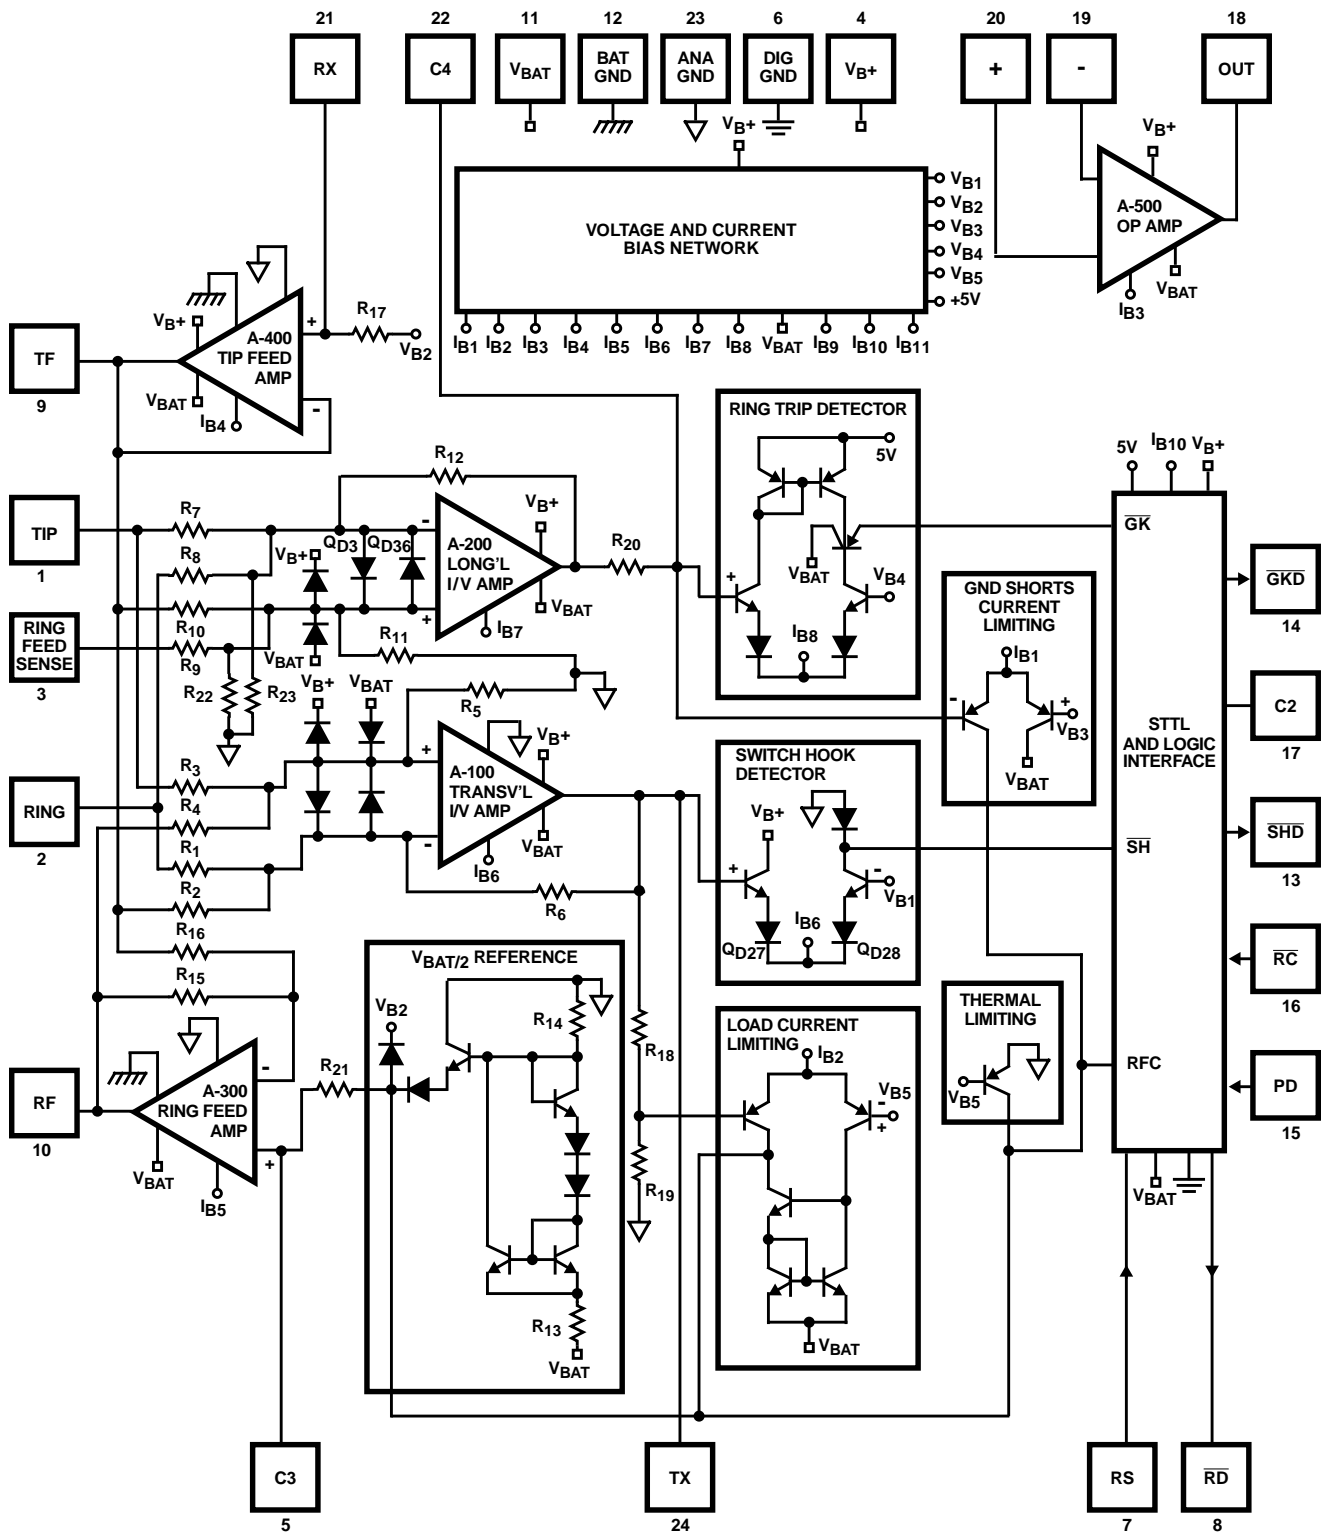 21 22 11 12 23 6 4 20 19 18
RX C4 VBAT BAT GND ANA GND DIG GND VB+ + - OUT
VB+
VB+
VOLTAGE AND CURRENT
BIAS NETWORK
VB1
VB2
VB3
VB4
VB5
+5V
A-500
OP AMP
VBAT
IB3
IB1 IB2 IB3 IB4 IB5 IB6 IB7 IB8 VBAT IB9 IB10 IB11
TF
9
VB+
A-400
TIP FEED
AMP
+
-
VBAT
IB4
R17
VB2
TIP
1
RING
FEED
SENSE
3
RING
2
RF
10
R7
R8
R10
R9
R22
R23
VB+
VBAT
QD3
QD36
R12
-
+
A-200
LONG'L
I/V AMP
VB+
VBAT
IB7
R20
R11
R5
R3
R4
R1
R2
R16
R15
VB+
VBAT
+
-
A-100
TRANSV'L
I/V AMP
VB+
VBAT
IB6
R6
RING TRIP DETECTOR
5V
VBAT
+
VB4
IB8
GND SHORTS
CURRENT
LIMITING
IB1
-
+
VB3
VBAT
SWITCH HOOK
DETECTOR
VB+
+
-
VB1
IB6
QD27
QD28
5V IB10 VB+
GK
STTL
AND LOGIC
INTERFACE
SH
RFC
VBAT
GKD
14
C2
17
SHD
13
RC
16
PD
15
VBAT/2 REFERENCE
VB2
R14
R13
VBAT
R21
-
A-300
RING FEED
AMP
+
VBAT
IB5
R18
R19
LOAD CURRENT
LIMITING
IB2
VB5
-
+
VBAT
THERMAL
LIMITING
VB5
C3
5
TX
24
RS
7
RD
8